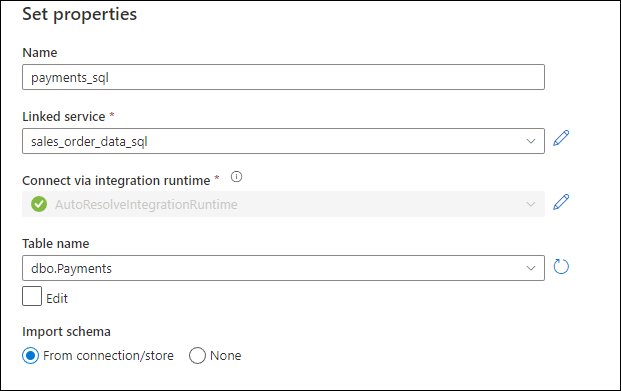 Set properties
Name
payments_sql
Linked service *
sales_order_data_sql
Connect via integration runtime *
AutoResolveIntegrationRuntime
Table name
dbo.Payments
Edit
Import schema
From connection/store None